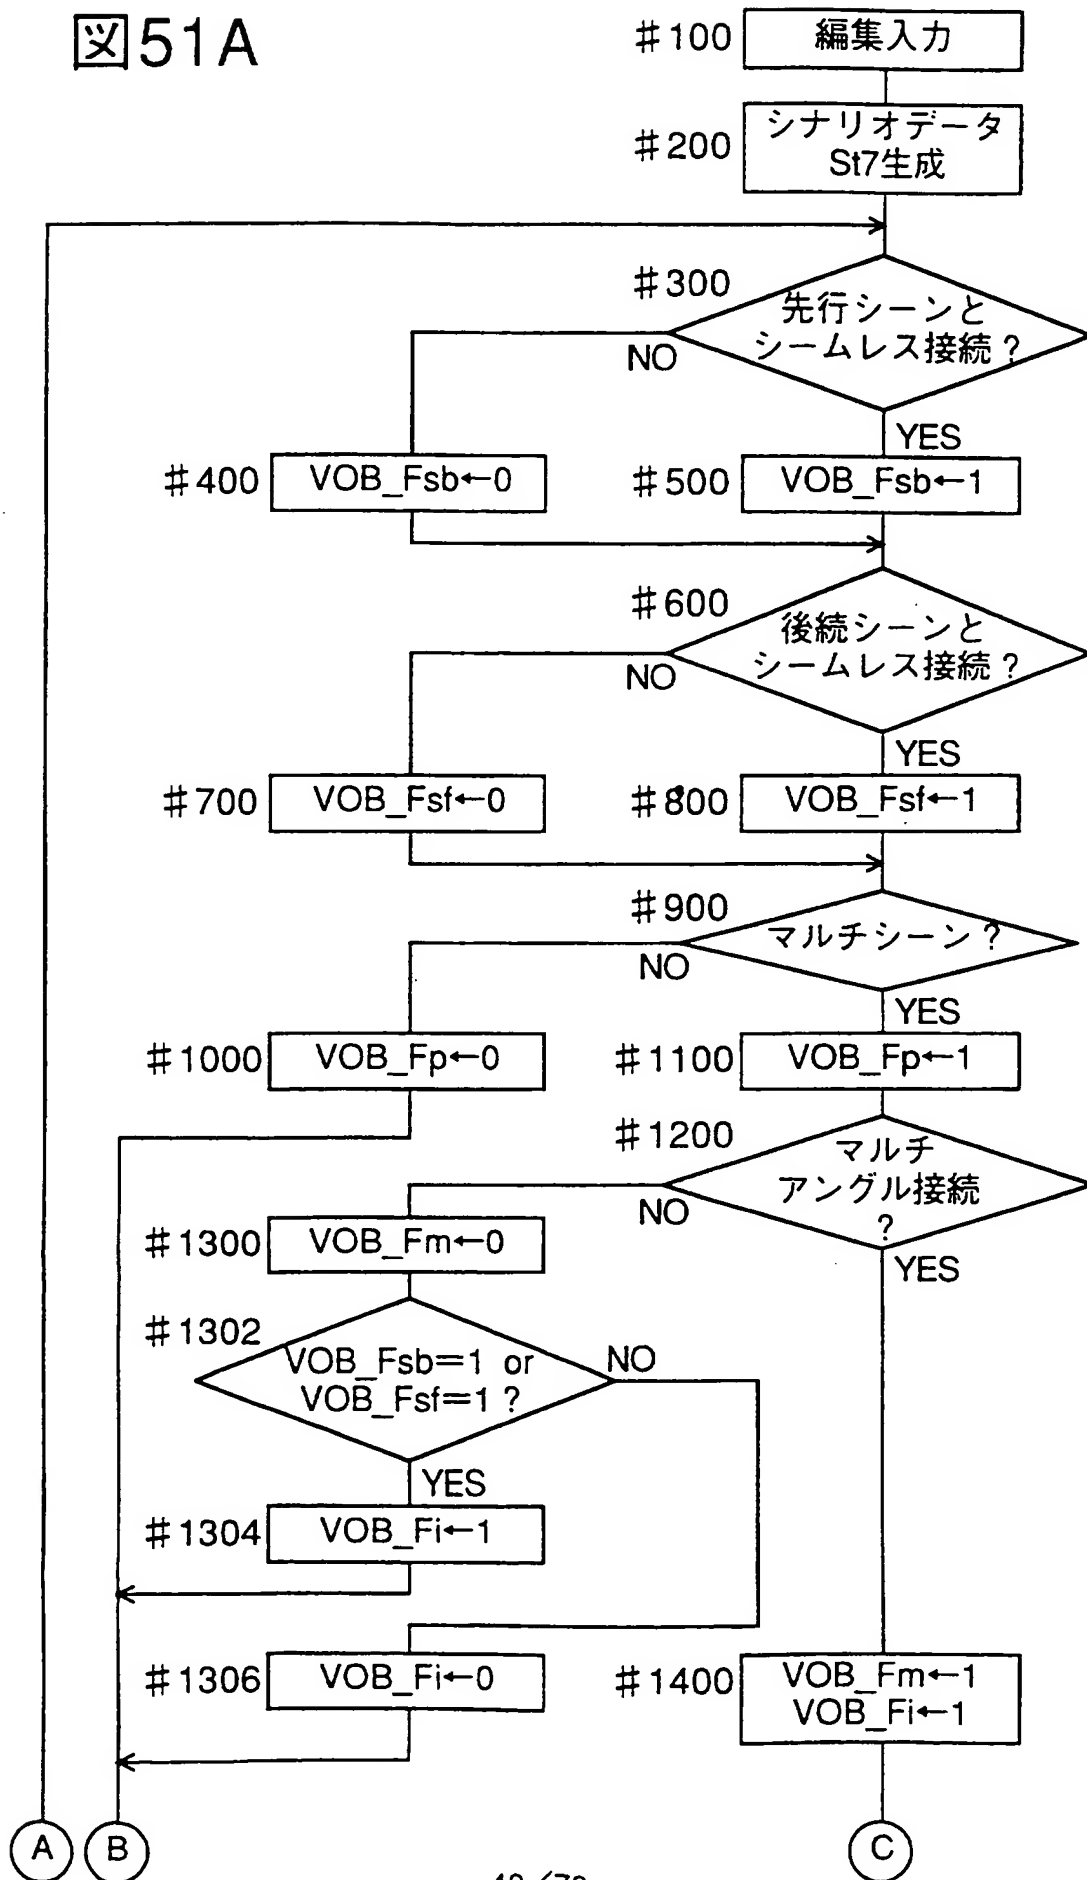 図51A
#100
編集入力
#200
シナリオデータ
St7生成
#300
先行シーンと
シームレス接続?
NO
YES
#400
VOB_Fsb←0
#500
VOB_Fsb←1
#600
後続シーンと
シームレス接続?
NO
YES
#700
VOB_Fsf←0
#800
VOB_Fsf←1
#900
マルチシーン?
NO
YES
#1000
VOB_Fp←0
#1100
VOB_Fp←1
#1200
マルチ
アングル接続
?
NO
YES
#1300
VOB_Fm←0
#1302
VOB_Fsb=1 or
VOB_Fsf=1 ?
NO
YES
#1304
VOB_Fi←1
#1306
VOB_Fi←0
#1400
VOB_Fm←1
VOB_Fi←1
A
B
C